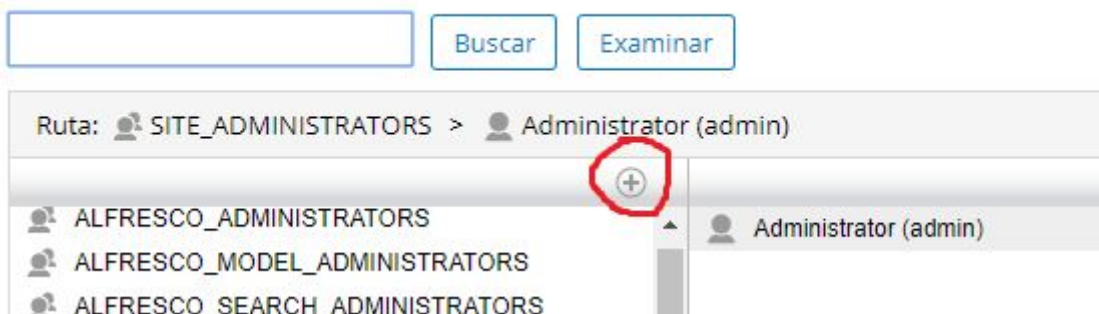 Buscar Examinar
Ruta: SITE_ADMINISTRATORS > Administrator (admin)
ALFRESCO_ADMINISTRATORS
Administrator (admin)
ALFRESCO_MODEL_ADMINISTRATORS
ALFRESCO_SEARCH_ADMINISTRATORS